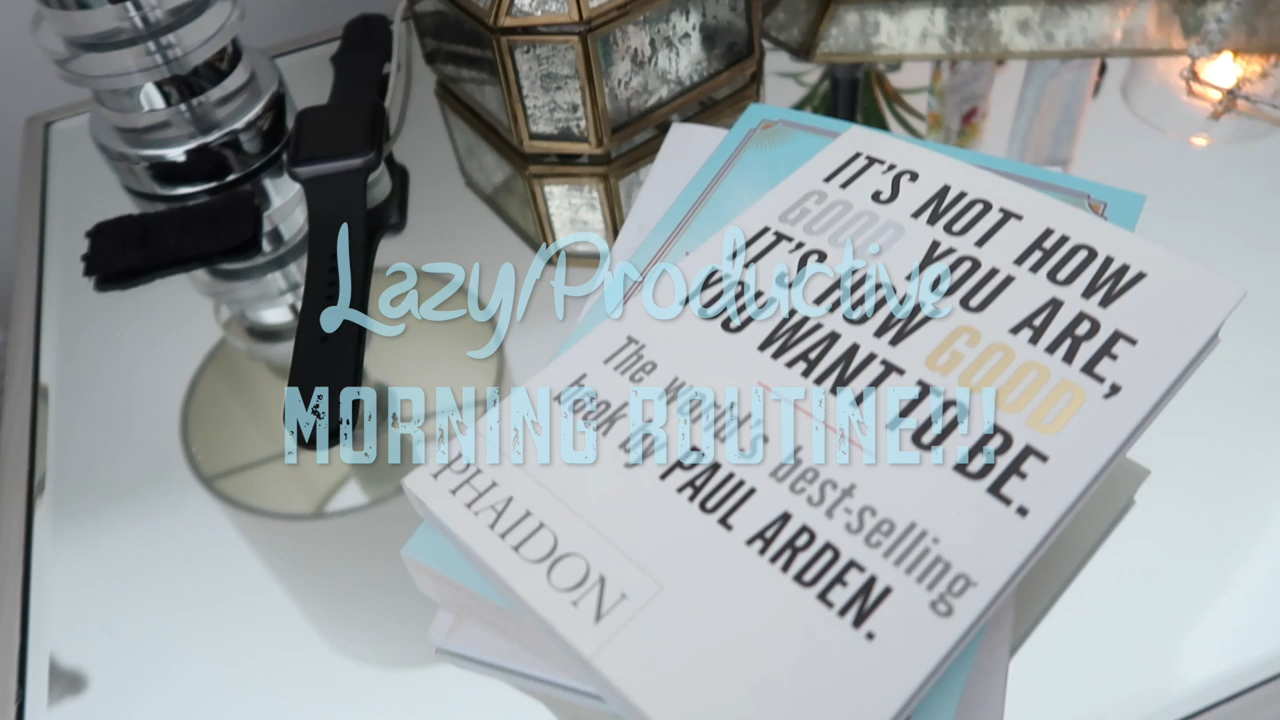 IT'S NOT HOW
GOOD YOU ARE,
IT'S HOW GOOD
YOU WANT TO BE.
The world's best-selling
book by PAUL ARDEN.
PHAIDON
Lazy/Productive
MORNING ROUTINE!!!